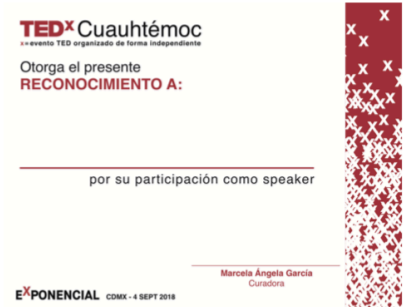 TEDx Cuauhtémoc
x = evento TED organizado de forma independiente
Otorga el presente
RECONOCIMIENTO A:
por su participación como speaker
Marcela Ángela García
Curadora
EXPONENCIAL CDMX - 4 SEPT 2018